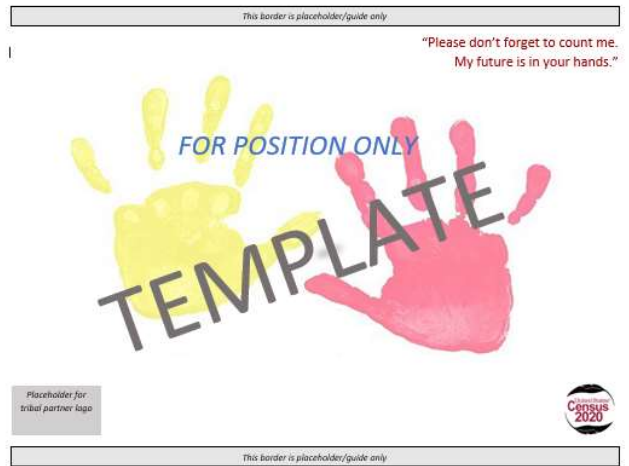 This border is placeholder/guide only
“Please don’t forget to count me.
My future is in your hands.”
FOR POSITION ONLY
TEMPLATE
Placeholder for
tribal partner logo
United States
Census
2020
This border is placeholder/guide only